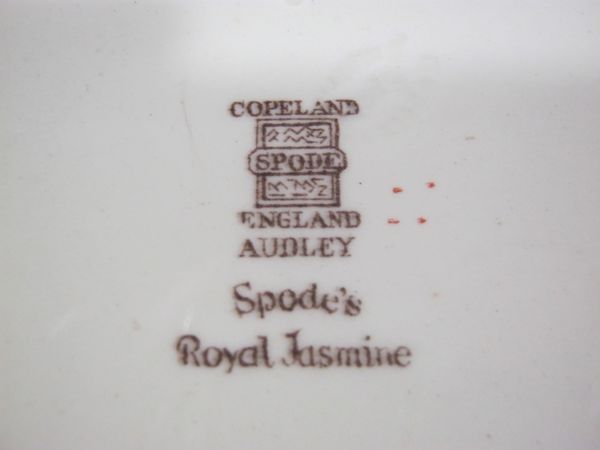 COPELAND
SPODE
ENGLAND
AUDLEY
Spode's
Royal Jasmine